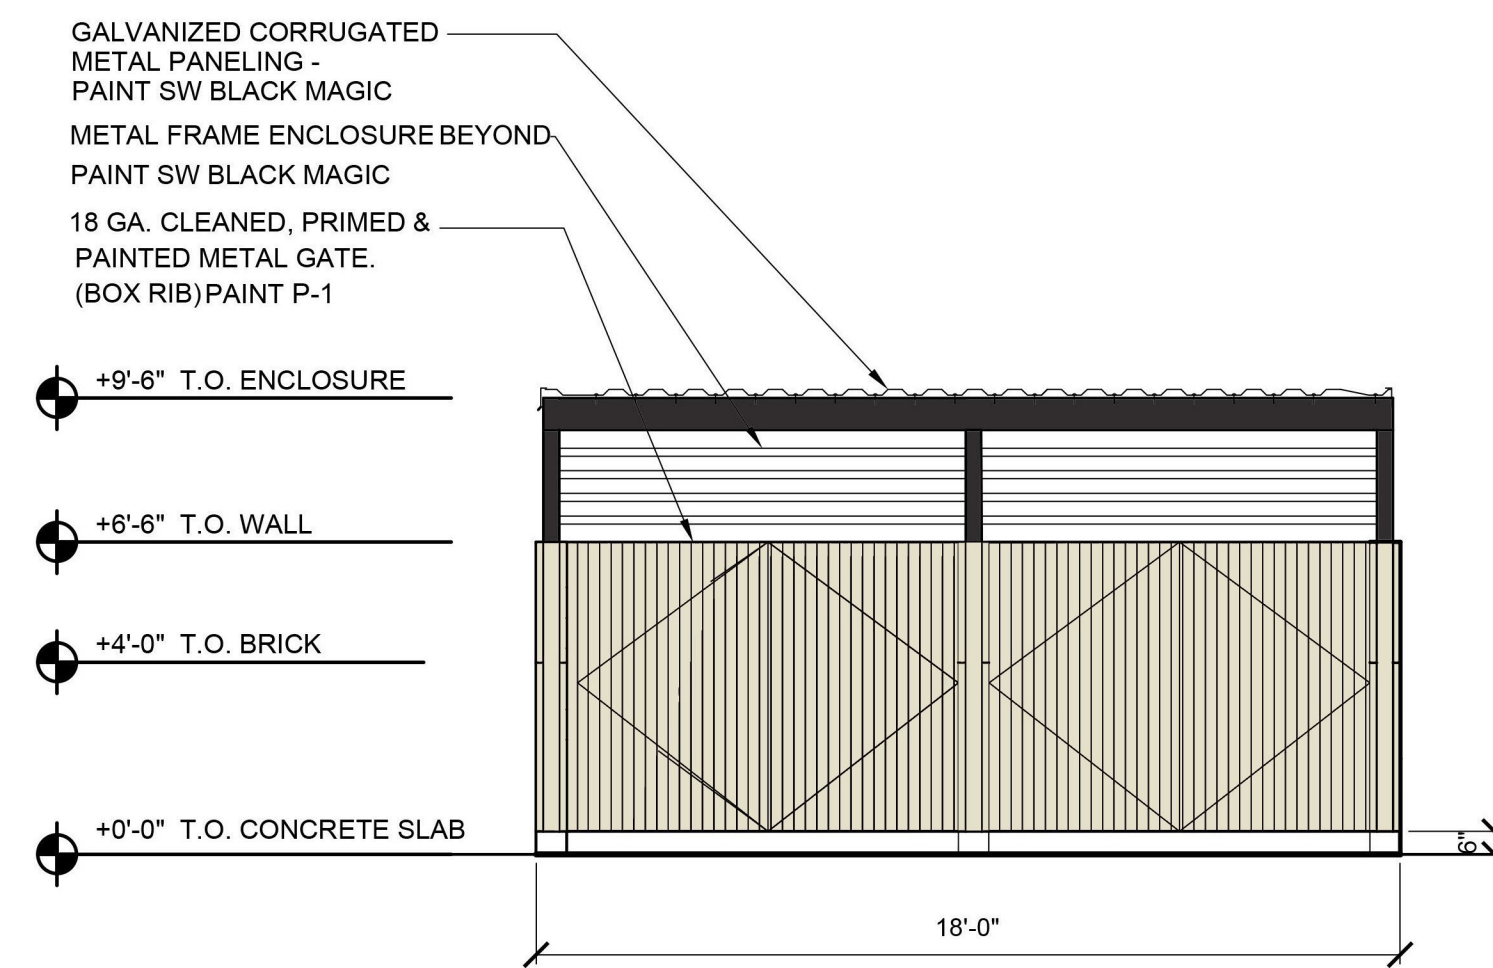 GALVANIZED CORRUGATED
METAL PANELING -
PAINT SW BLACK MAGIC
METAL FRAME ENCLOSURE BEYOND
PAINT SW BLACK MAGIC
18 GA. CLEANED, PRIMED &
PAINTED METAL GATE.
(BOX RIB) PAINT P-1
+9'-6" T.O. ENCLOSURE
+6'-6" T.O. WALL
+4'-0" T.O. BRICK
+0'-0" T.O. CONCRETE SLAB
6"
18'-0"